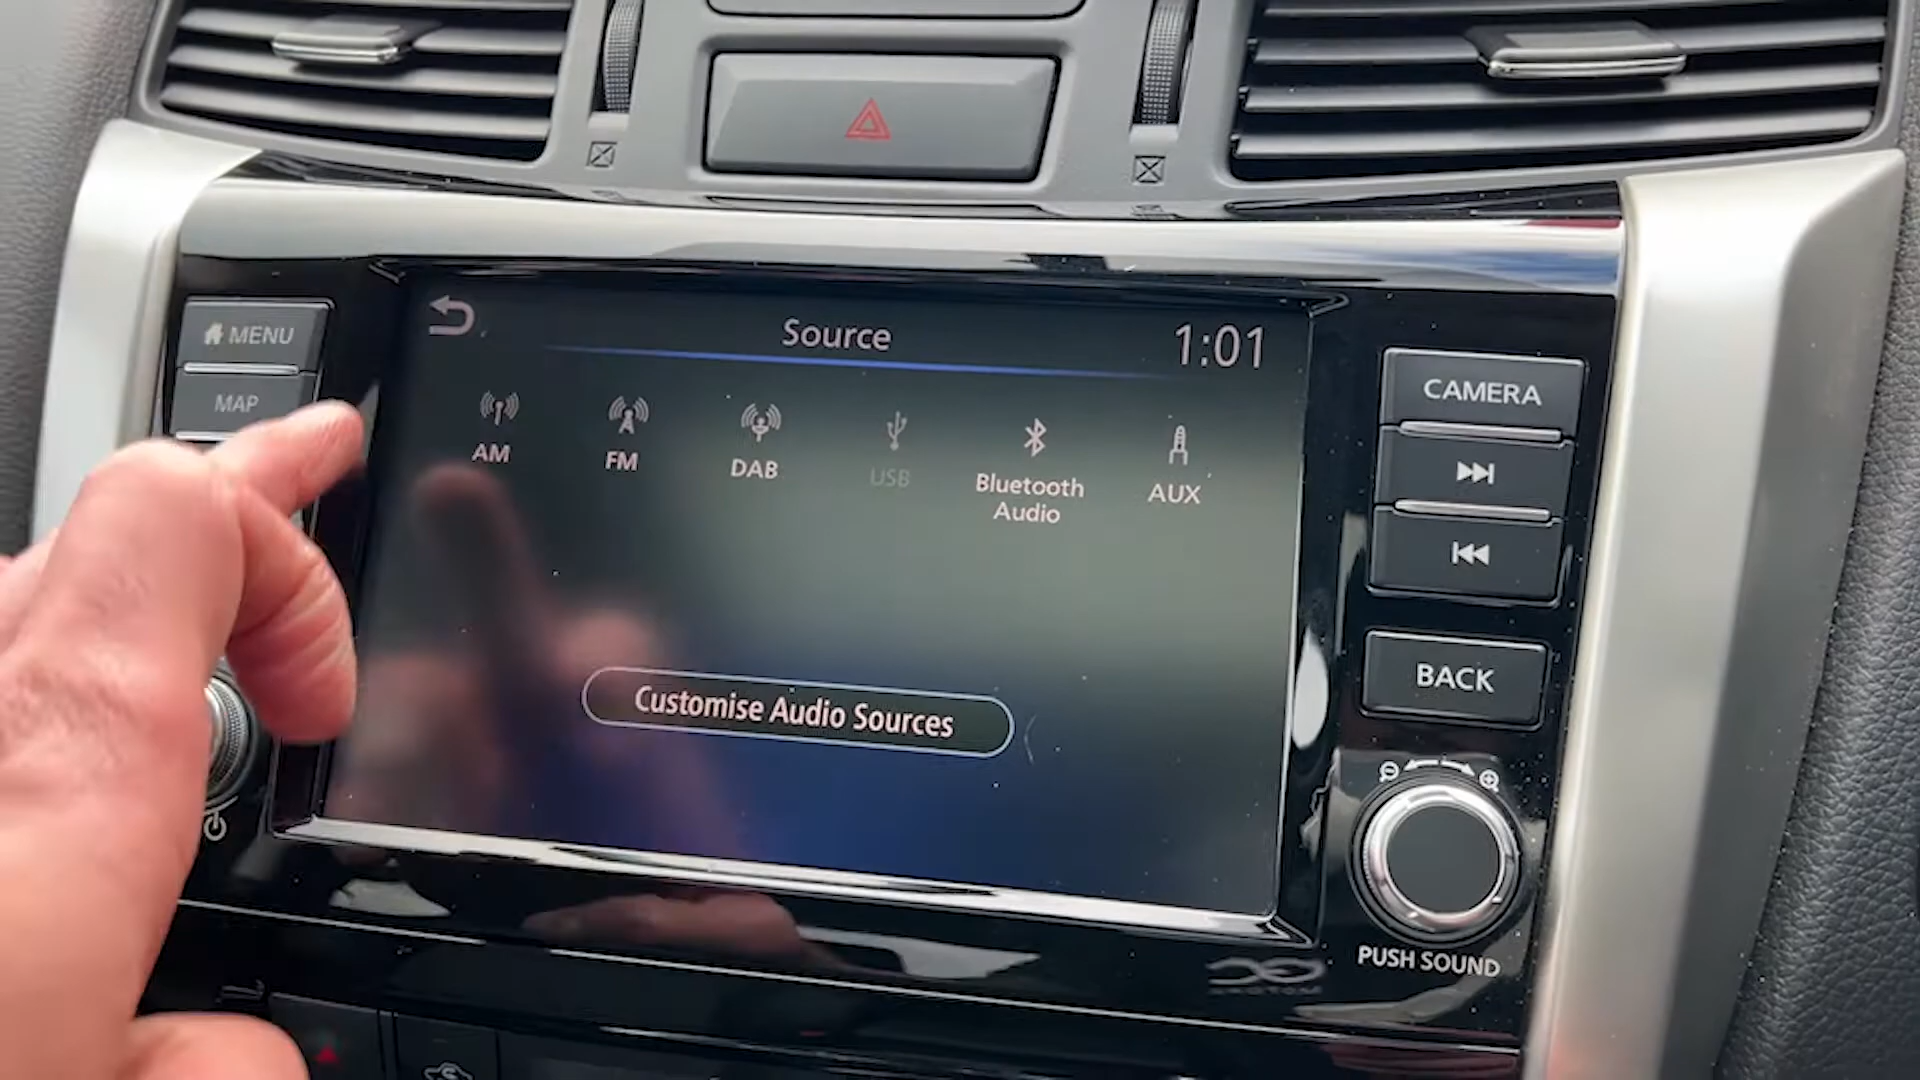 MENU
MAP
Source
1:01
AM
FM
DAB
USB
Bluetooth
Audio
AUX
Customise Audio Sources
CAMERA
BACK
PUSH SOUND